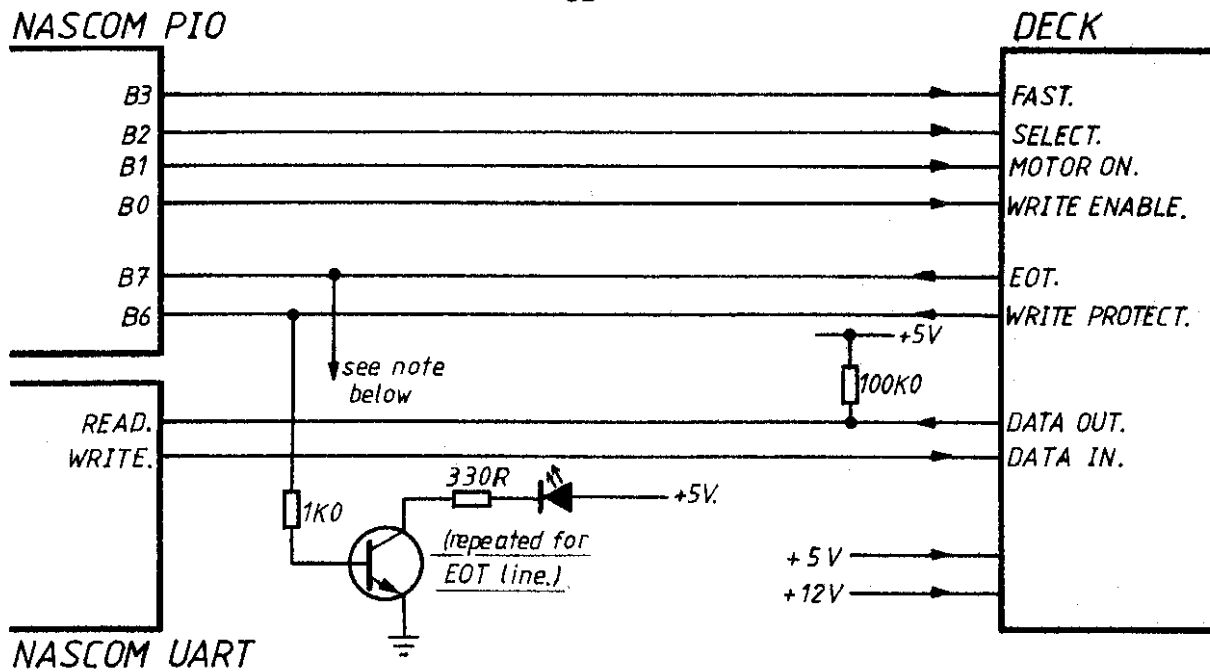 NASCOM PIO
DECK
B3
FAST.
B2
SELECT.
B1
MOTOR ON.
B0
WRITE ENABLE.
B7
EOT.
B6
WRITE PROTECT.
+5V
see note
below
100K0
READ.
DATA OUT.
WRITE.
DATA IN.
330R
+5V.
1K0
(repeated for
EOT line.)
+5V
+12V
NASCOM UART